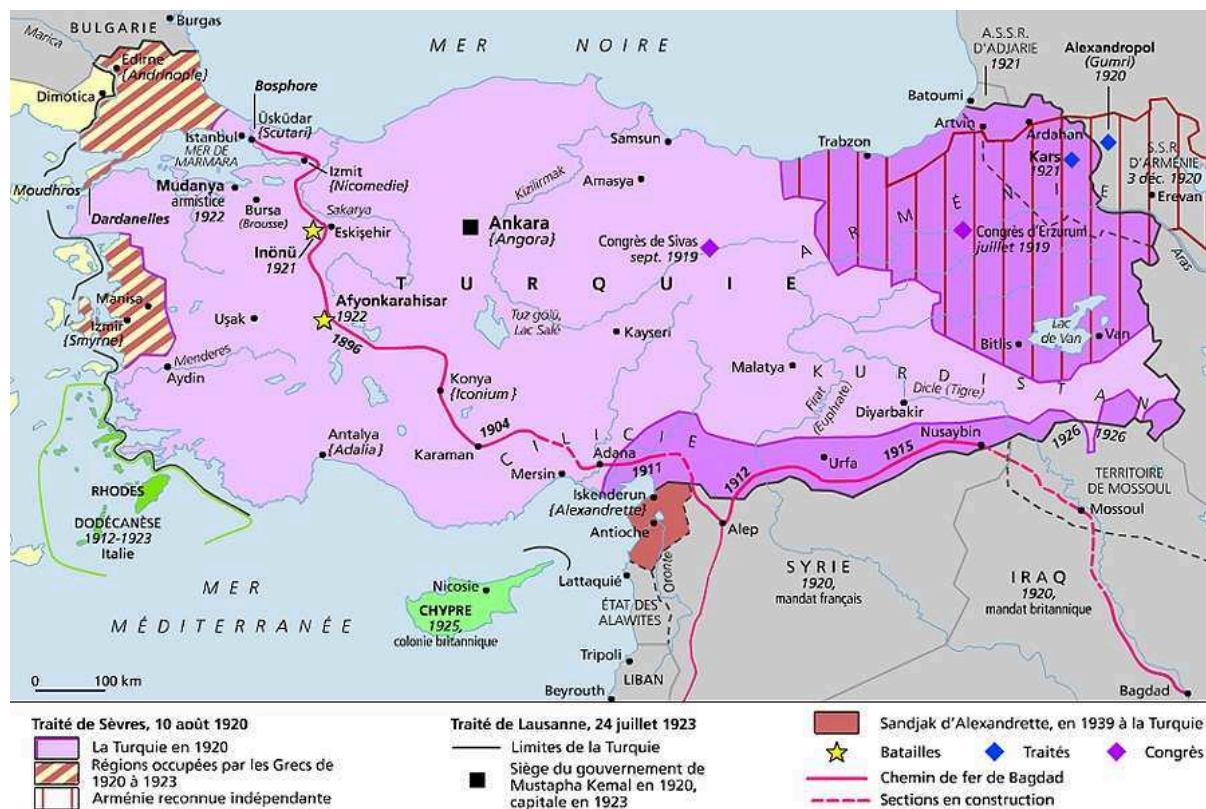 BULGARIE
Burgas
Marica
Edirne
{Andrinople}
Dimotica
MER NOIRE
Bosphore
Üsküdar
{Scutari}
Istanbul
MER DE
MARMARA
Izmit
{Nicomedie}
Moudhros
Dardanelles
Mudanya
armistice
1922
Bursa
(Brousse)
Sakarya
Eskişehir
Inönü
1921
Afyonkarahisar
1922
1896
Manisa
Izmir
{Smyrne}
Uşak
Menderes
Aydin
Ankara
{Angora}
Kizilirmak
Samsun
Amasya
Congrès de Sivas
sept. 1919
TURQUIE
Tuz gölü,
Lac Salé
Kayseri
Konya
{Iconium}
1904
Karaman
Antalya
{Adalia}
CILICIE
Mersin
Adana
1911
1912
1915
Iskenderun
{Alexandrette}
Antioche
Trabzon
Batoumi
A.S.S.R.
D'ADJARIE
1921
Alexandropol
(Gumri)
1920
Artvin
Ardahan
Kars
1921
S.S.R.
D'ARMÉNIE
3 déc. 1920
Erevan
Aras
ARMÉNIE
Congrès d'Erzurum
juillet 1919
Lac
de Van
Van
Bitlis
Malatya
KURDISTAN
Firat
(Euphrate)
Dicle (Tigre)
Diyarbakir
Urfa
Nusaybin
1926
1926
TERRITOIRE
DE MOSSOUL
Mossoul
Alep
Oronte
Lattaquié
ÉTAT DES
ALAWITES
SYRIE
1920,
mandat français
IRAQ
1920,
mandat britannique
Bagdad
Tripoli
LIBAN
Beyrouth
RHODES
DODÉCANÈSE
1912-1923
Italie
MER
MÉDITERRANÉE
Nicosie
CHYPRE
1925,
colonie britannique
0 100 km
Traité de Sèvres, 10 août 1920
La Turquie en 1920
Régions occupées par les Grecs de
1920 à 1923
Arménie reconnue indépendante
Traité de Lausanne, 24 juillet 1923
Limites de la Turquie
Siège du gouvernement de
Mustapha Kemal en 1920,
capitale en 1923
Sandjak d'Alexandrette, en 1939 à la Turquie
Batailles
Traités
Congrès
Chemin de fer de Bagdad
Sections en construction